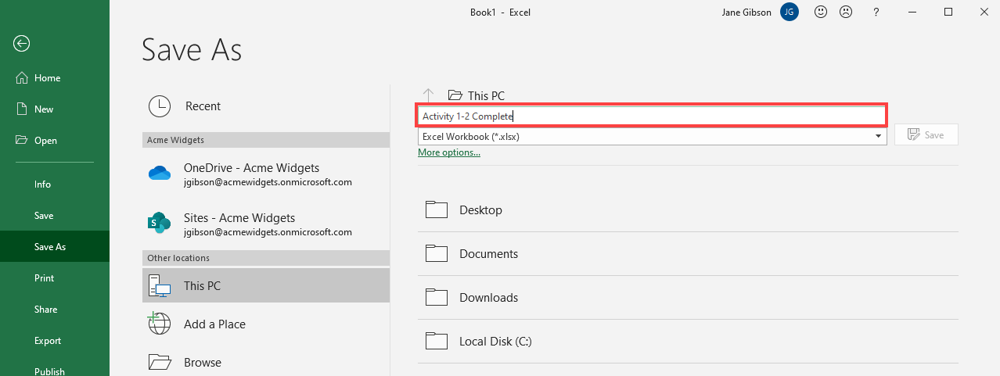 Book1 - Excel
Jane Gibson
JG
?
Save As
Home
New
Open
Info
Save
Save As
Print
Share
Export
Publish
Recent
Acme Widgets
OneDrive - Acme Widgets
jgibson@acmewidgets.onmicrosoft.com
S
Sites - Acme Widgets
jgibson@acmewidgets.onmicrosoft.com
Other locations
This PC
Add a Place
Browse
This PC
Activity 1-2 Complete
Excel Workbook (*.xlsx)
Save
More options...
Desktop
Documents
Downloads
Local Disk (C:)